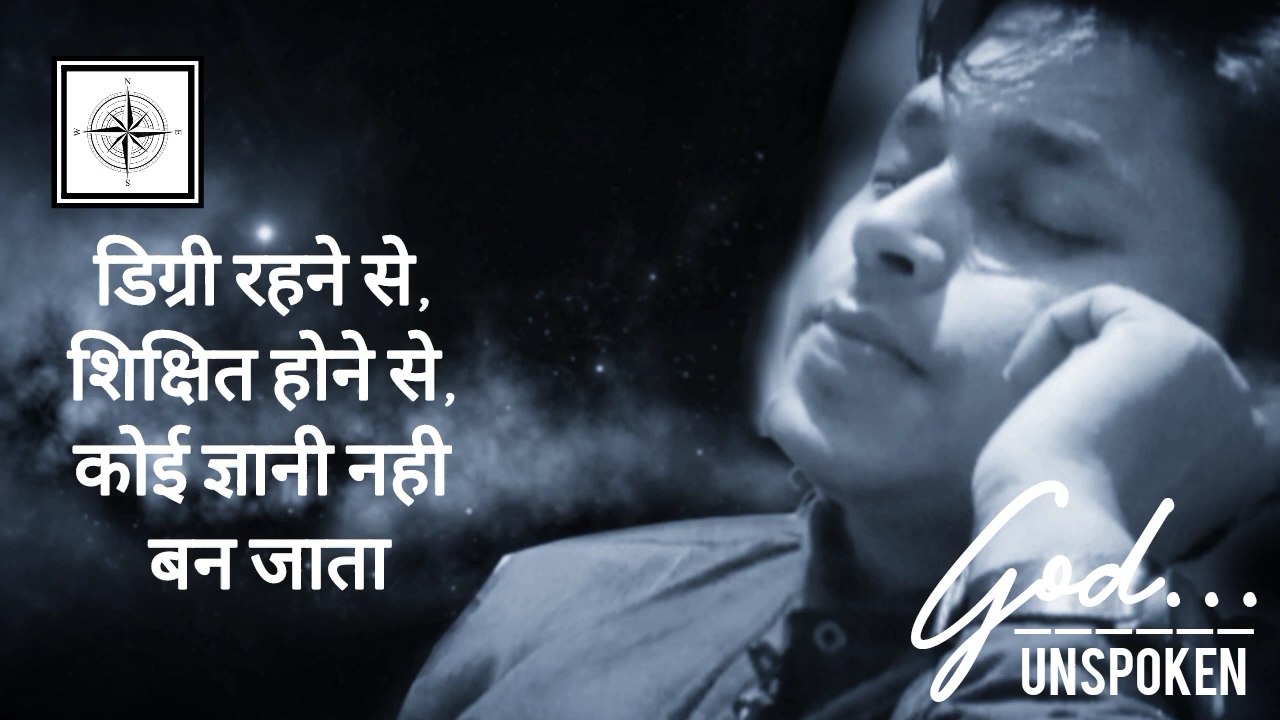 N
W
E
S
डिग्री रहने से,
शिक्षित होने से,
कोई ज्ञानी नही
बन जाता
God...
UNSPOKEN